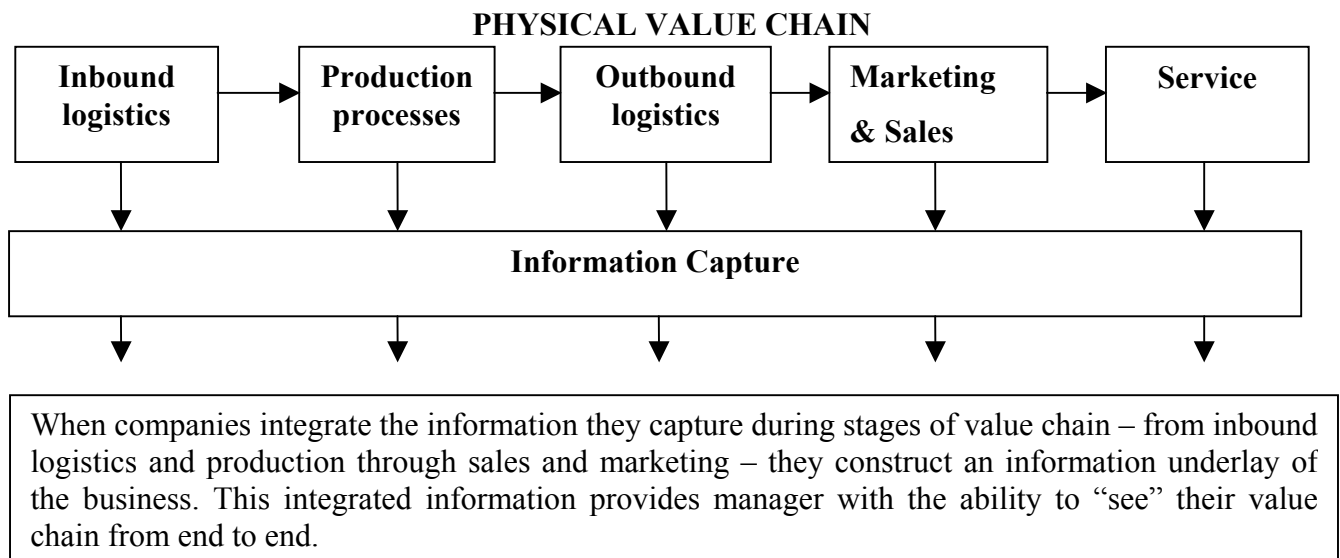 PHYSICAL VALUE CHAIN
Inbound
logistics
Production
processes
Outbound
logistics
Marketing
& Sales
Service
Information Capture
When companies integrate the information they capture during stages of value chain – from inbound
logistics and production through sales and marketing – they construct an information underlay of
the business. This integrated information provides manager with the ability to “see” their value
chain from end to end.